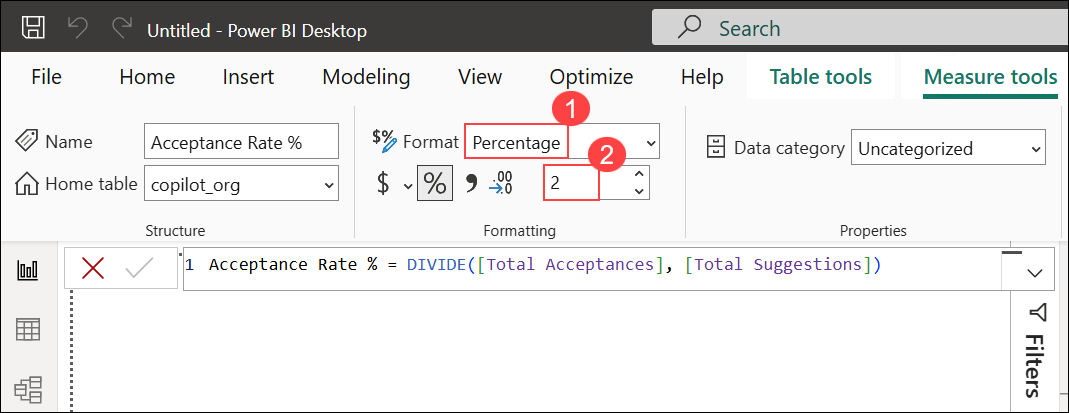 Untitled - Power BI Desktop
Search
File Home Insert Modeling View Optimize Help Table tools Measure tools
1
Name Acceptance Rate %
$% Format Percentage
Data category Uncategorized
2
Home table copilot_org
$ % , .00 .0 2
Structure
Formatting
Properties
1 Acceptance Rate % = DIVIDE([Total Acceptances], [Total Suggestions])
Filters